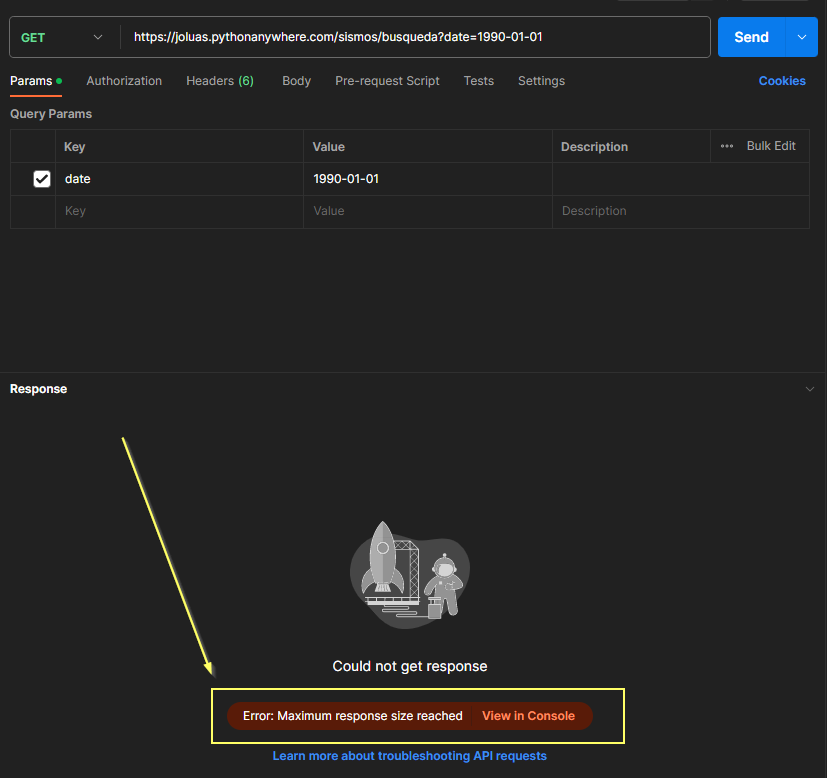 GET https://joluas.pythonanywhere.com/sismos/busqueda?date=1990-01-01 Send
Params Authorization Headers (6) Body Pre-request Script Tests Settings Cookies
Query Params
Key Value Description ••• Bulk Edit
date 1990-01-01
Key Value Description
Response
Could not get response
Error: Maximum response size reached View in Console
Learn more about troubleshooting API requests